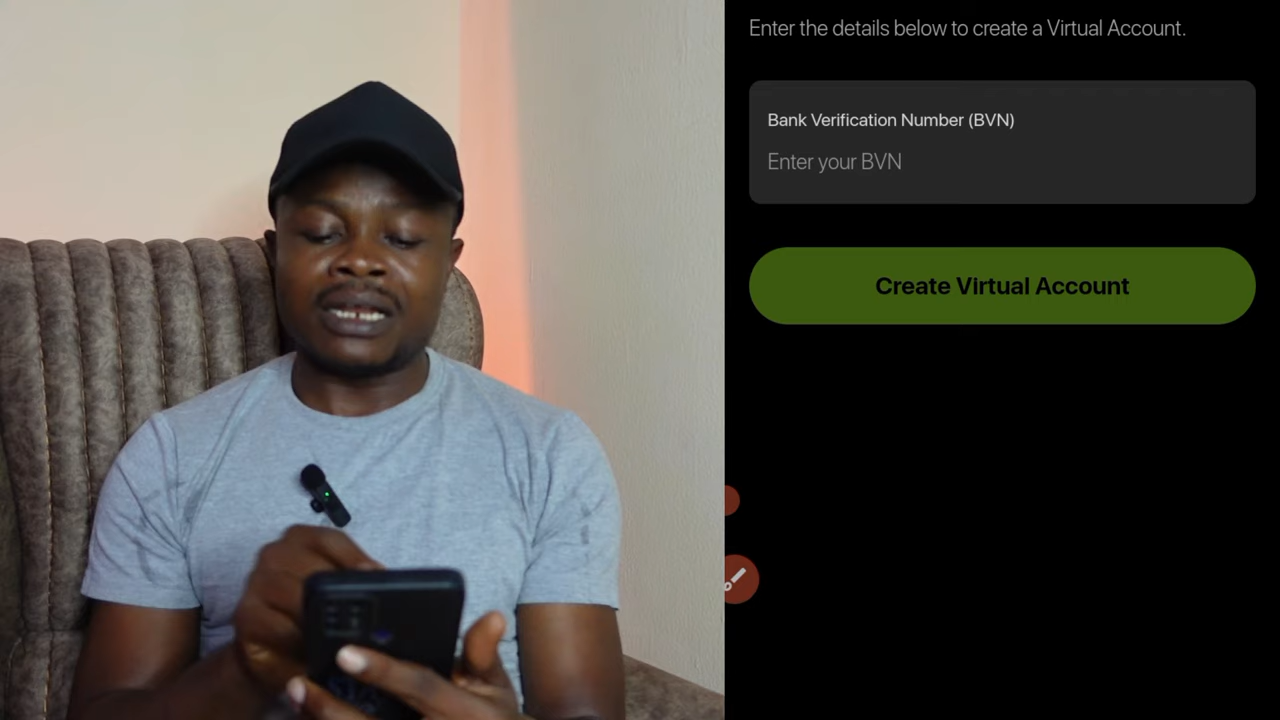 Enter the details below to create a Virtual Account.
Bank Verification Number (BVN)
Enter your BVN
Create Virtual Account